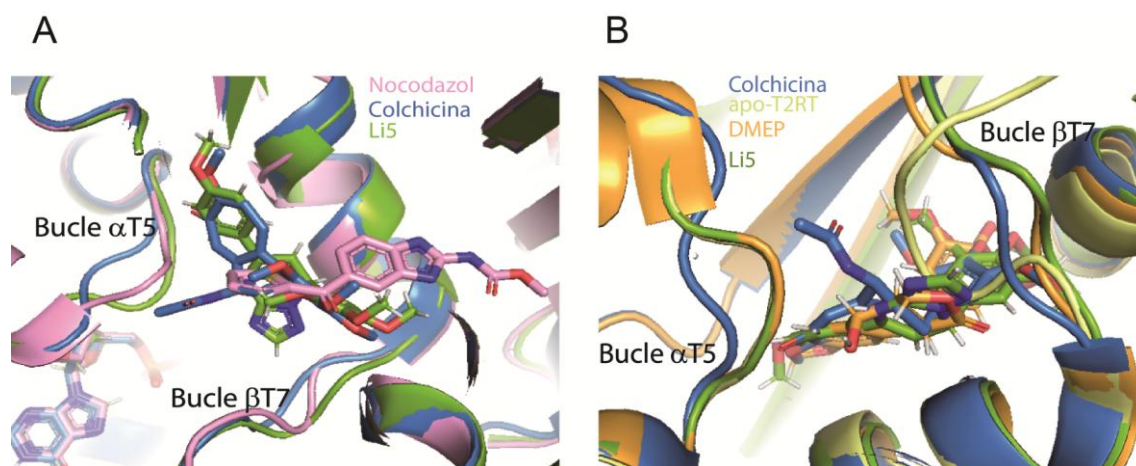 A
Nocodazol
Colchicina
Li5
Bucle αT5
Bucle βT7
B
Colchicina
apo-T2RT
DMEP
Li5
Bucle βT7
Bucle αT5